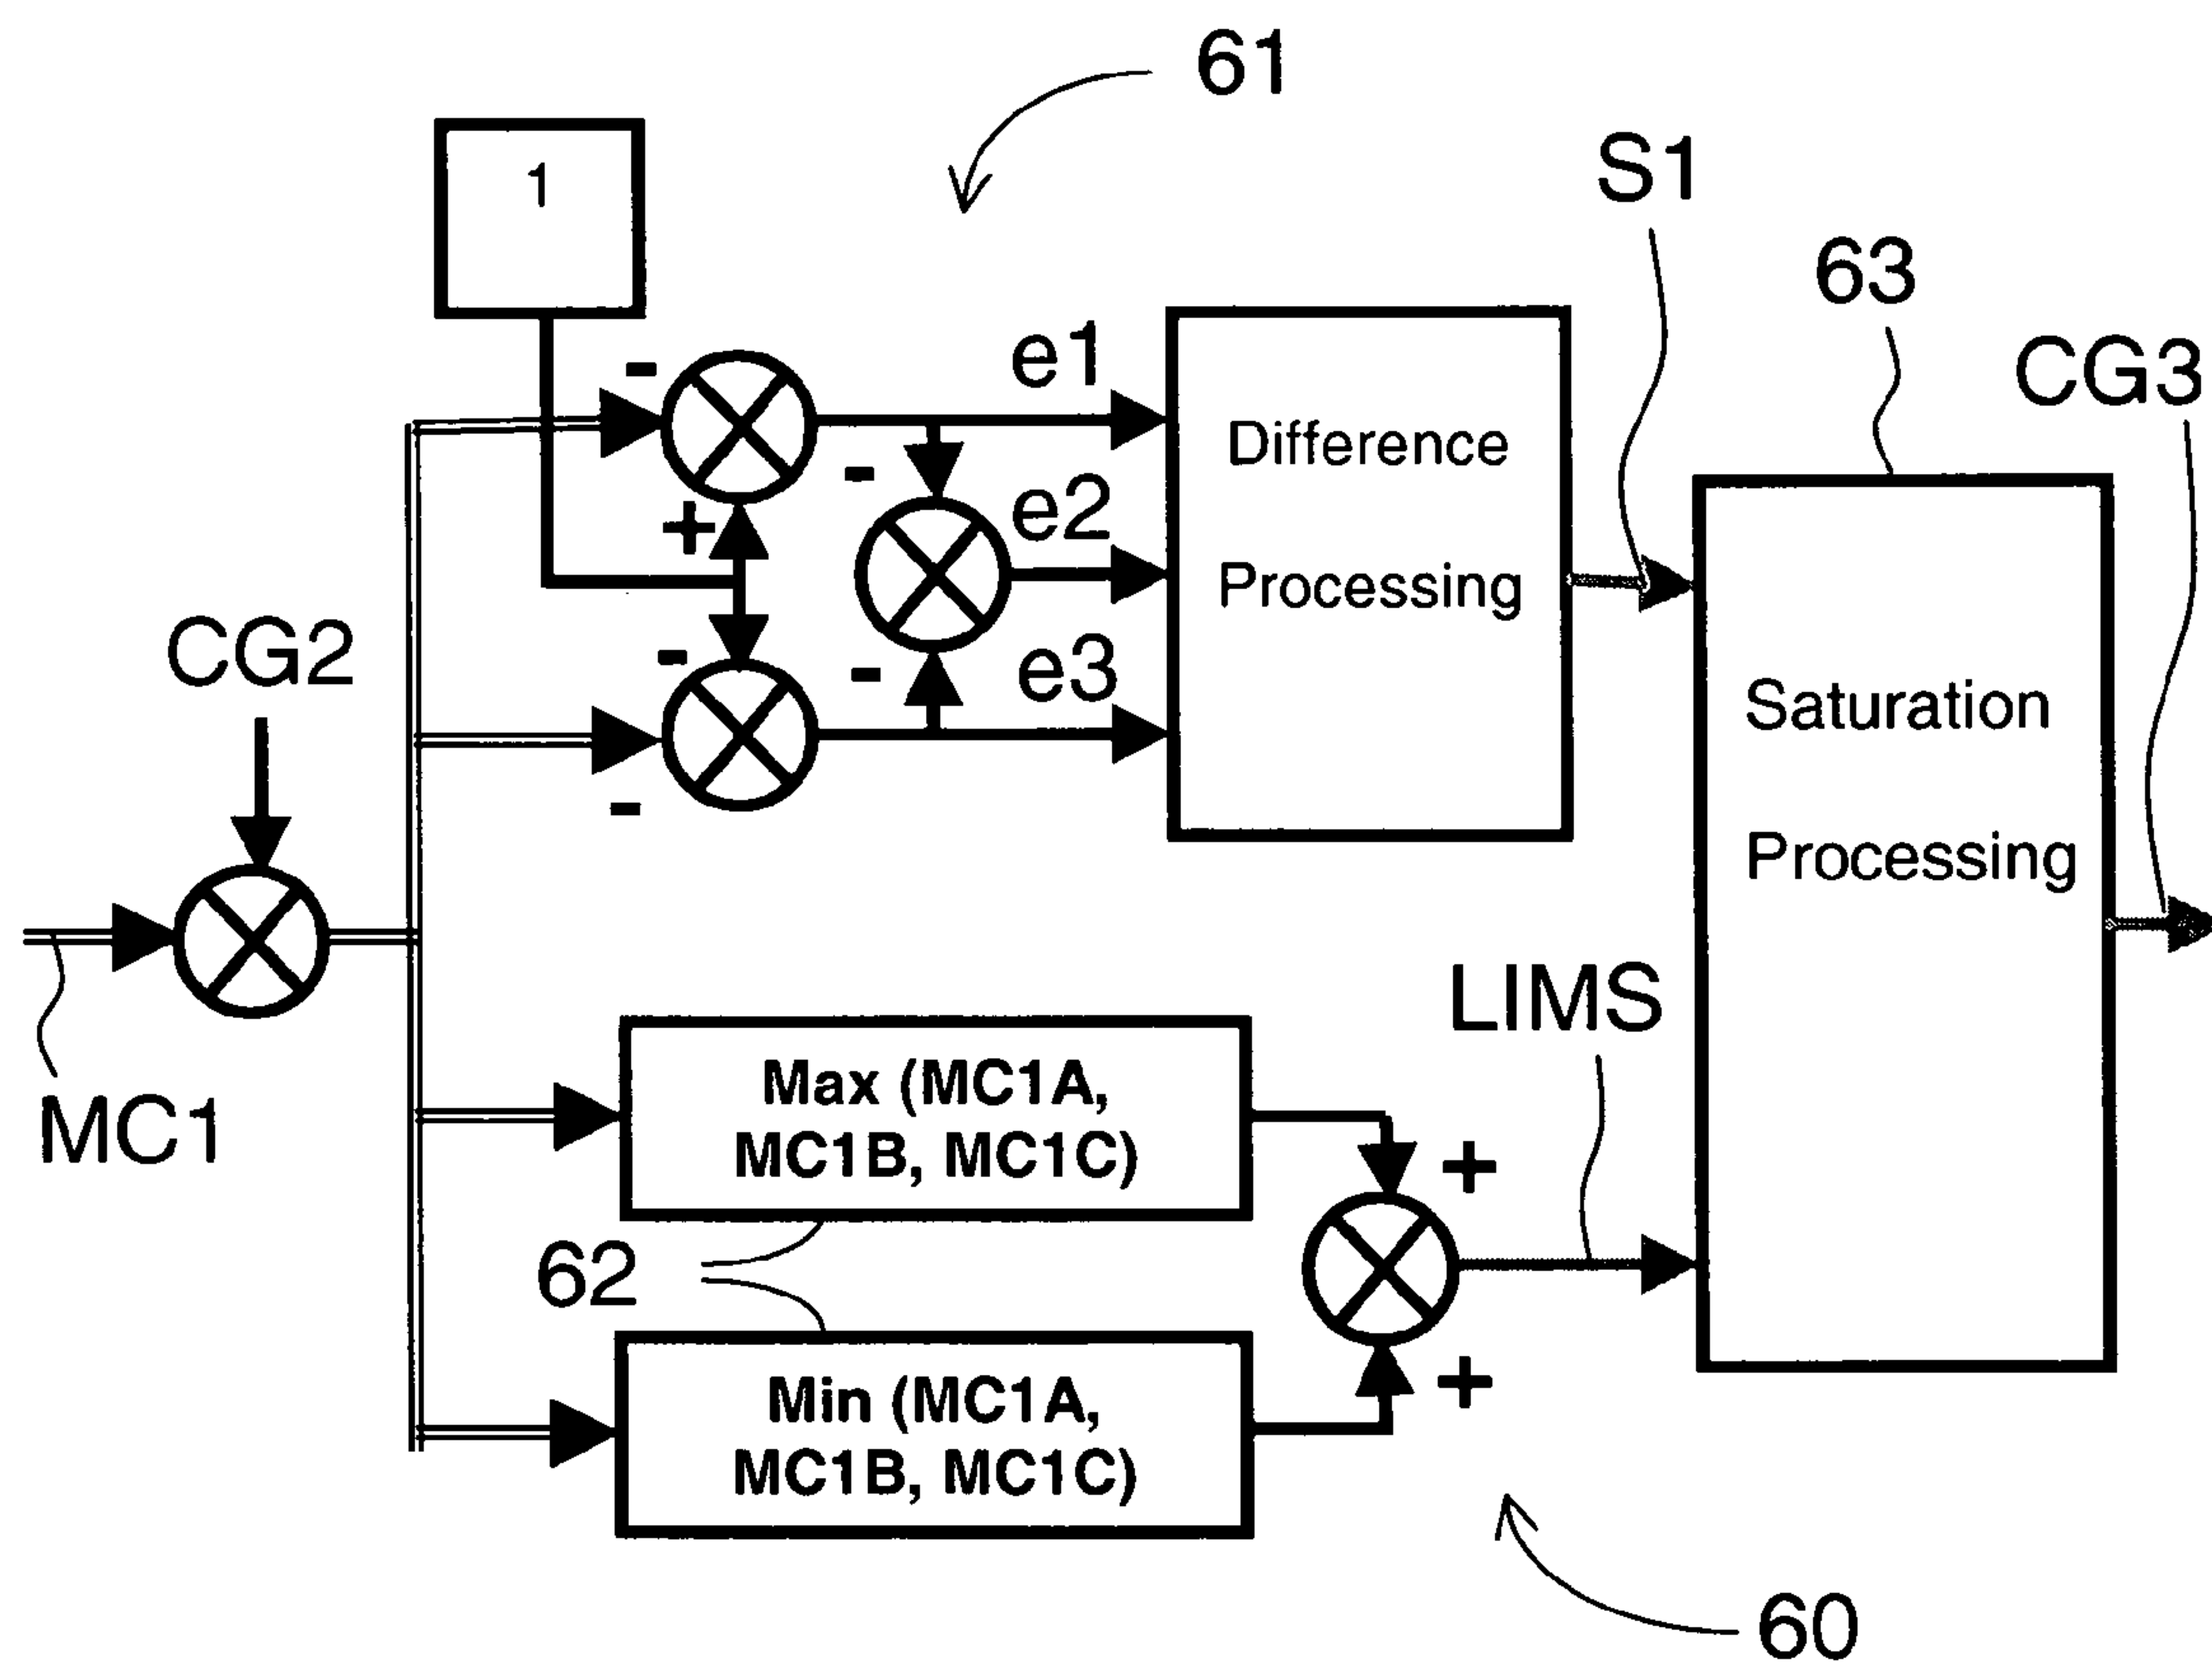 61
1
S1
63
CG3
-
e1
Difference
Processing
-
+
e2
-
-
e3
-
CG2
Saturation
Processing
MC1
LIMS
Max (MC1A,
MC1B, MC1C)
+
62
Min (MC1A,
MC1B, MC1C)
+
60